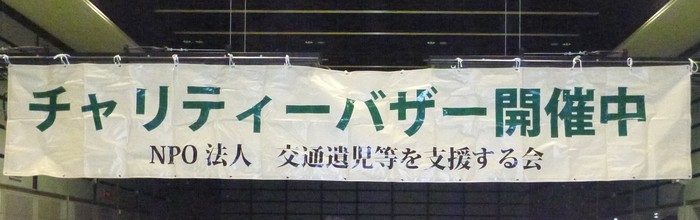 チャリティーバザー開催中
NPO 法人　交通遺児等を支援する会